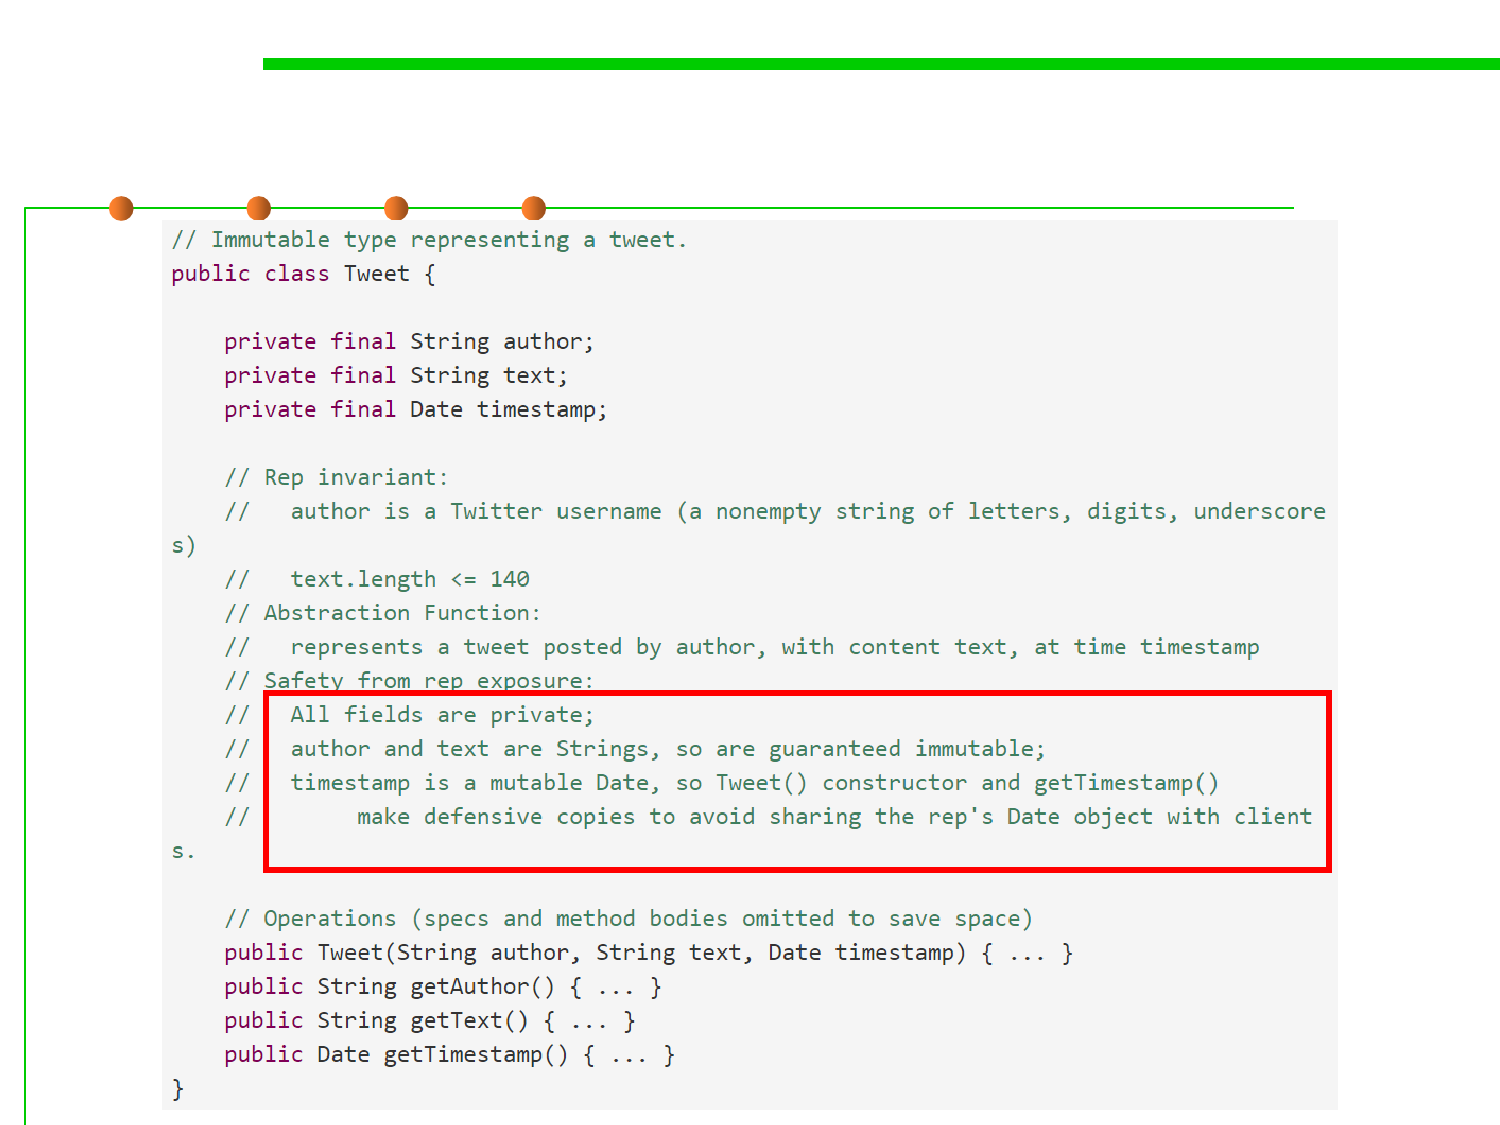 // Immutable type representing a tweet.
public class Tweet {
private final String author;
private final String text;
private final Date timestamp;
// Rep invariant:
//   author is a Twitter username (a nonempty string of letters, digits, underscore
s)
//   text.length <= 140
// Abstraction Function:
//   represents a tweet posted by author, with content text, at time timestamp
// Safety from rep exposure:
//   All fields are private;
//   author and text are Strings, so are guaranteed immutable;
//   timestamp is a mutable Date, so Tweet() constructor and getTimestamp()
//        make defensive copies to avoid sharing the rep's Date object with client
s.
// Operations (specs and method bodies omitted to save space)
public Tweet(String author, String text, Date timestamp) { ... }
public String getAuthor() { ... }
public String getText() { ... }
public Date getTimestamp() { ... }
}